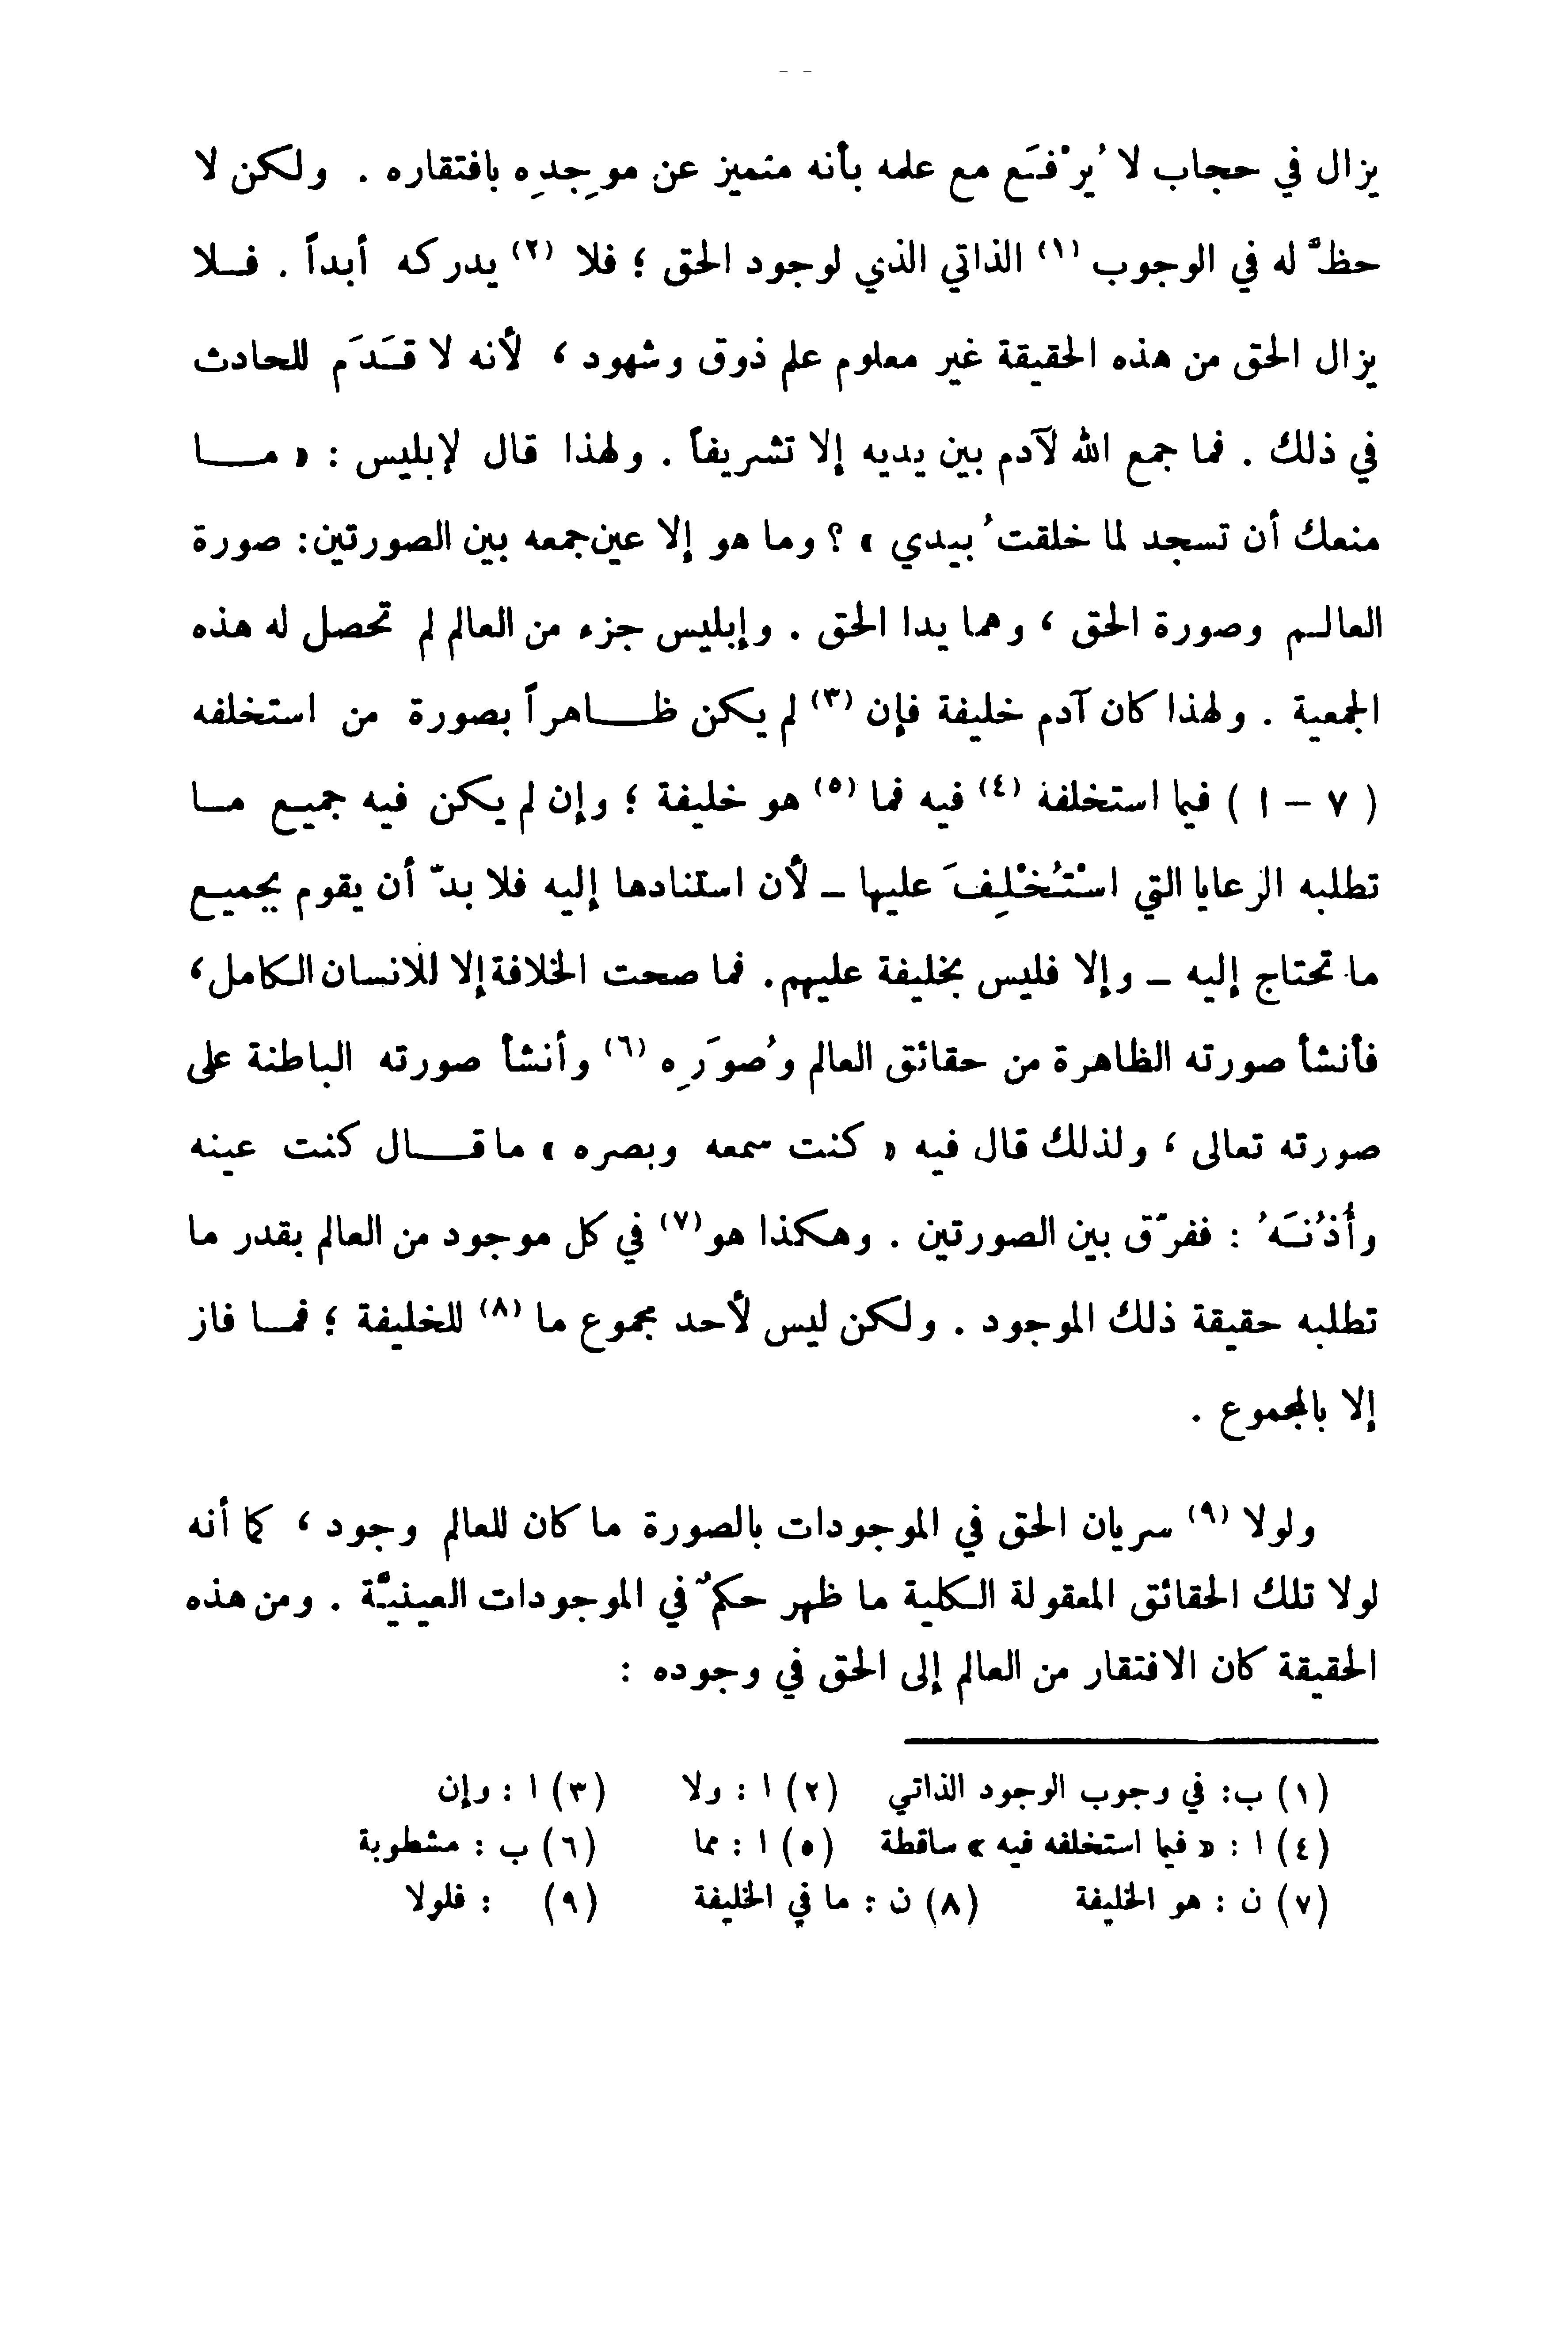 - -
يزال في حجاب لا يُرْفَع مع علمه بأنه متميز عن موجِدِه بافتقاره . ولكن لا
حظَّ له في الوجوب (١) الذاتي الذي لوجود الحق ؛ فلا (٢) يدركه أبداً . فـلا
يزال الحق من هذه الحقيقة غير معلوم علم ذوق وشهود ، لأنه لا قَدَم للحادث
في ذلك . فما جمع الله لآدم بين يديه إلا تشريفاً . ولهذا قال لإبليس : « مـــا
منعك أن تسجد لما خلقتُ بيدي » ؟ وما هو إلا عين جمعه بين الصورتين: صورة
العالـم وصورة الحق ، وهما يدا الحق . وإبليس جزء من العالم لم تحصل له هذه
الجمعية . ولهذا كان آدم خليفة فإن (٣) لم يكن ظـــاهراً بصورة من استخلفه
( ٧ – ا ) فيما استخلفة (٤) فيه فما (٥) هو خليفة ؛ وإن لم يكن فيه جميـع مـا
تطلبه الرعايا التي اسْتُخْلِفَ عليها – لأن استنادها إليه فلا بدّ أن يقوم بجميـع
ما تحتاج إليه – وإلا فليس بخليفة عليهم. فما صحت الخلافة إلا للانسان الكامل ،
فأنشأ صورته الظاهرة من حقائق العالم وصُوَرِه (٦) وأنشأ صورته الباطنة على
صورته تعالى ، ولذلك قال فيه « كنت سمعه وبصره » ما قـــال كنت عينه
وأُذُنَهُ : ففرَّق بين الصورتين . وهكذا هو (٧) في كل موجود من العالم بقدر ما
تطلبه حقيقة ذلك الموجود . ولكن ليس لأحد مجموع ما (٨) للخليفة ؛ فمـا فاز
إلا بالمجموع .
ولولا (٩) سريان الحق في الموجودات بالصورة ما كان للعالم وجود ، كما أنه
لولا تلك الحقائق المعقولة الكلية ما ظهر حكمٌ في الموجودات العينيَّة . ومن هذه
الحقيقة كان الافتقار من العالم إلى الحق في وجوده :
(١) ب: في وجوب الوجود الذاتي (٢) ا : ولا (٣) ا : وإن
(٤) ا : « فيما استخلفه فيه » ساقطة (٥) ا : مما (٦) ب : مشطوبة
(٧) ن : هو الخليفة (٨) ن : ما في الخليفة (٩) : فلولا